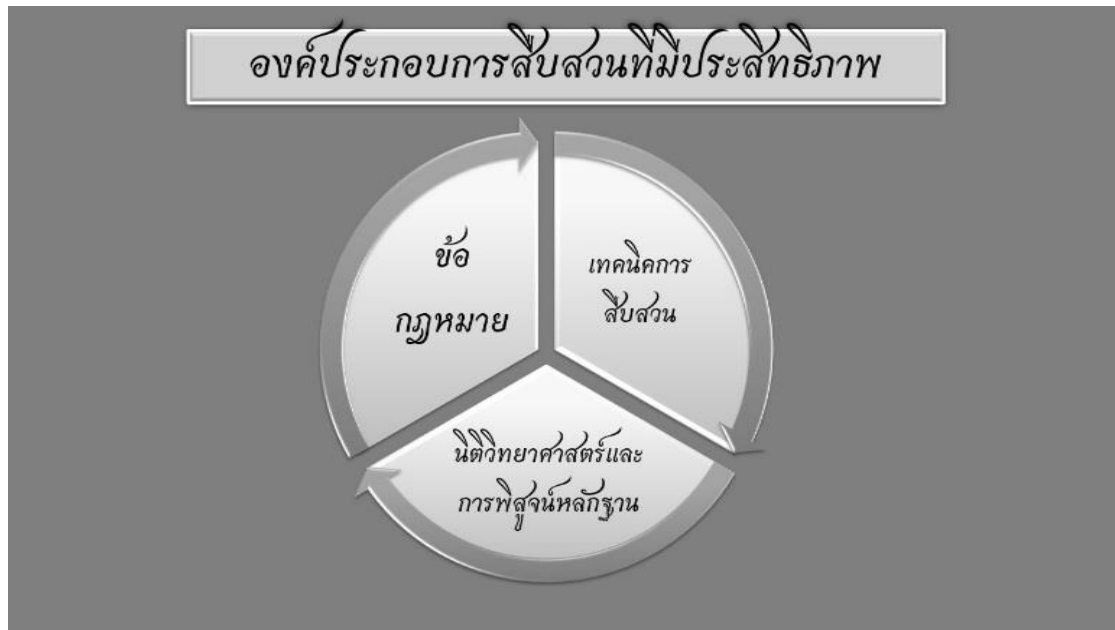 องค์ประกอบการสืบสวนที่มีประสิทธิภาพ
ข้อ
กฎหมาย
เทคนิคการ
สืบสวน
นิติวิทยาศาสตร์และ
การพิสูจน์หลักฐาน